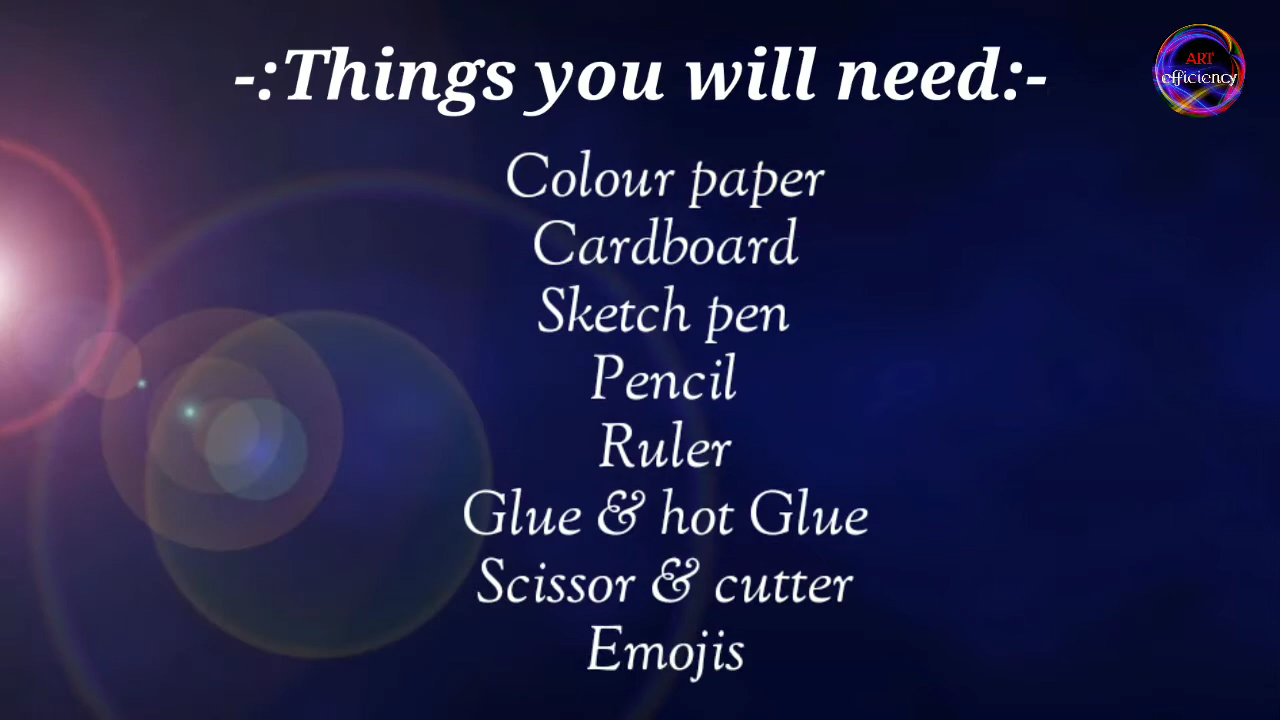 -:Things you will need:-
ART
efficiency
Colour paper
Cardboard
Sketch pen
Pencil
Ruler
Glue & hot Glue
Scissor & cutter
Emojis